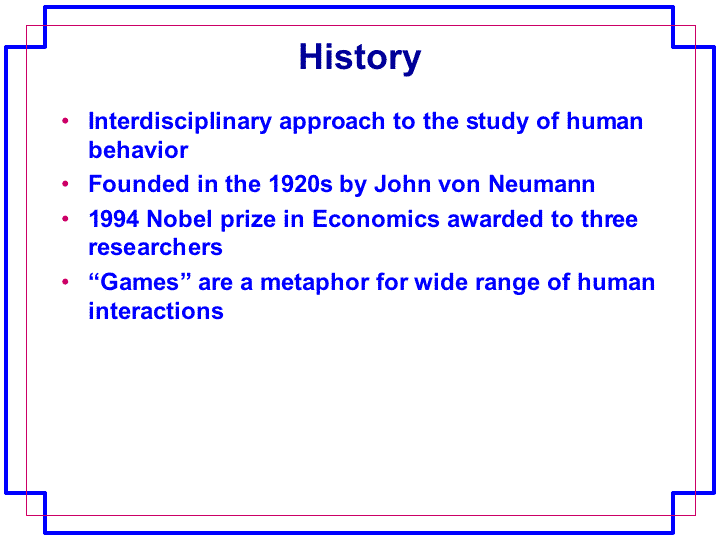 History
• Interdisciplinary approach to the study of human
behavior
• Founded in the 1920s by John von Neumann
• 1994 Nobel prize in Economics awarded to three
researchers
• “Games” are a metaphor for wide range of human
interactions